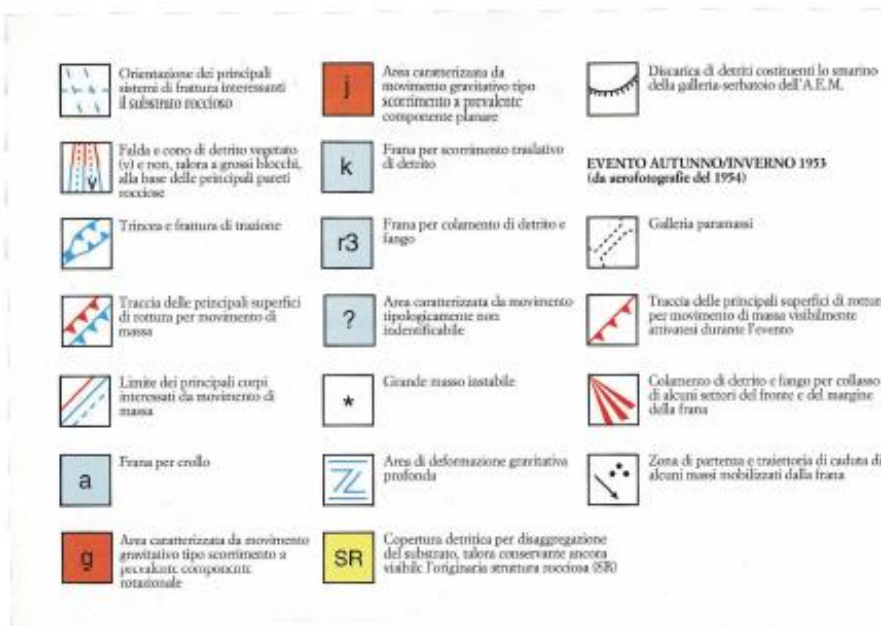 Orientazione dei principali
sistemi di frattura interessanti
il substrato roccioso
v
Falda e cono di detrito vegetato
(v) e non, talora a grossi blocchi,
alla base delle principali pareti
rocciose
Trincea e frattura di trazione
Traccia delle principali superfici
di rottura per movimento di
massa
Limite dei principali corpi
interessati da movimento di
massa
a
Frana per crollo
g
Area caratterizzata da movimento
gravitativo tipo scorrimento a
prevalente componente
rotazionale
j
Area caratterizzata da
movimento gravitativo tipo
scorrimento a prevalente
componente planare
k
Frana per scorrimento traslativo
di detrito
r3
Frana per colamento di detrito e
fango
?
Area caratterizzata da movimento
tipologicamente non
indentificabile
*
Grande masso instabile
Area di deformazione gravitativa
profonda
SR
Copertura detritica per disaggregazione
del substrato, talora conservante ancora
visibile l'originaria struttura rocciosa (SR)
Discarica di detriti costituenti lo smarino
della galleria-serbatoio dell'A.E.M.
EVENTO AUTUNNO/INVERNO 1953
(da aerofotografie del 1954)
Galleria paramassi
Traccia delle principali superfici di rottura
per movimento di massa visibilmente
attivatesi durante l'evento
Colamento di detrito e fango per collasso
di alcuni settori del fronte e del margine
della frana
Zona di partenza e traiettoria di caduta di
alcuni massi mobilizzati dalla frana